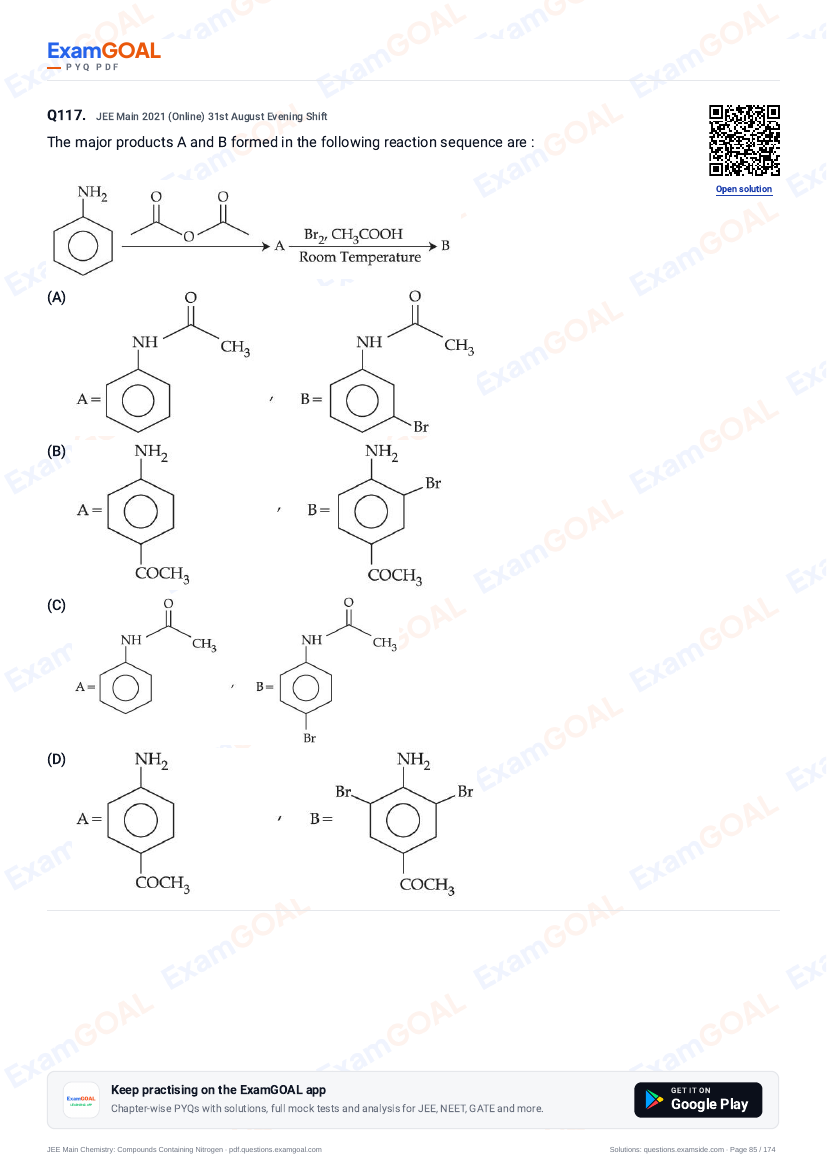 ExamGOAL
PYQ PDF
Q117. JEE Main 2021 (Online) 31st August Evening Shift
The major products A and B formed in the following reaction sequence are :
Open solution
NH2
O O
O
A
Br2, CH3COOH
Room Temperature
B
(A)
O
NH
CH3
A =
,
O
NH
CH3
B =
Br
(B)
NH2
A =
COCH3
,
NH2
Br
B =
COCH3
(C)
O
NH
CH3
A =
,
O
NH
CH3
B =
Br
(D)
NH2
A =
COCH3
,
NH2
Br Br
B =
COCH3
ExamGOAL
Keep practising on the ExamGOAL app
Chapter-wise PYQs with solutions, full mock tests and analysis for JEE, NEET, GATE and more.
GET IT ON
Google Play
JEE Main Chemistry: Compounds Containing Nitrogen · pdf.questions.examgoal.com
Solutions: questions.examside.com · Page 85 / 174